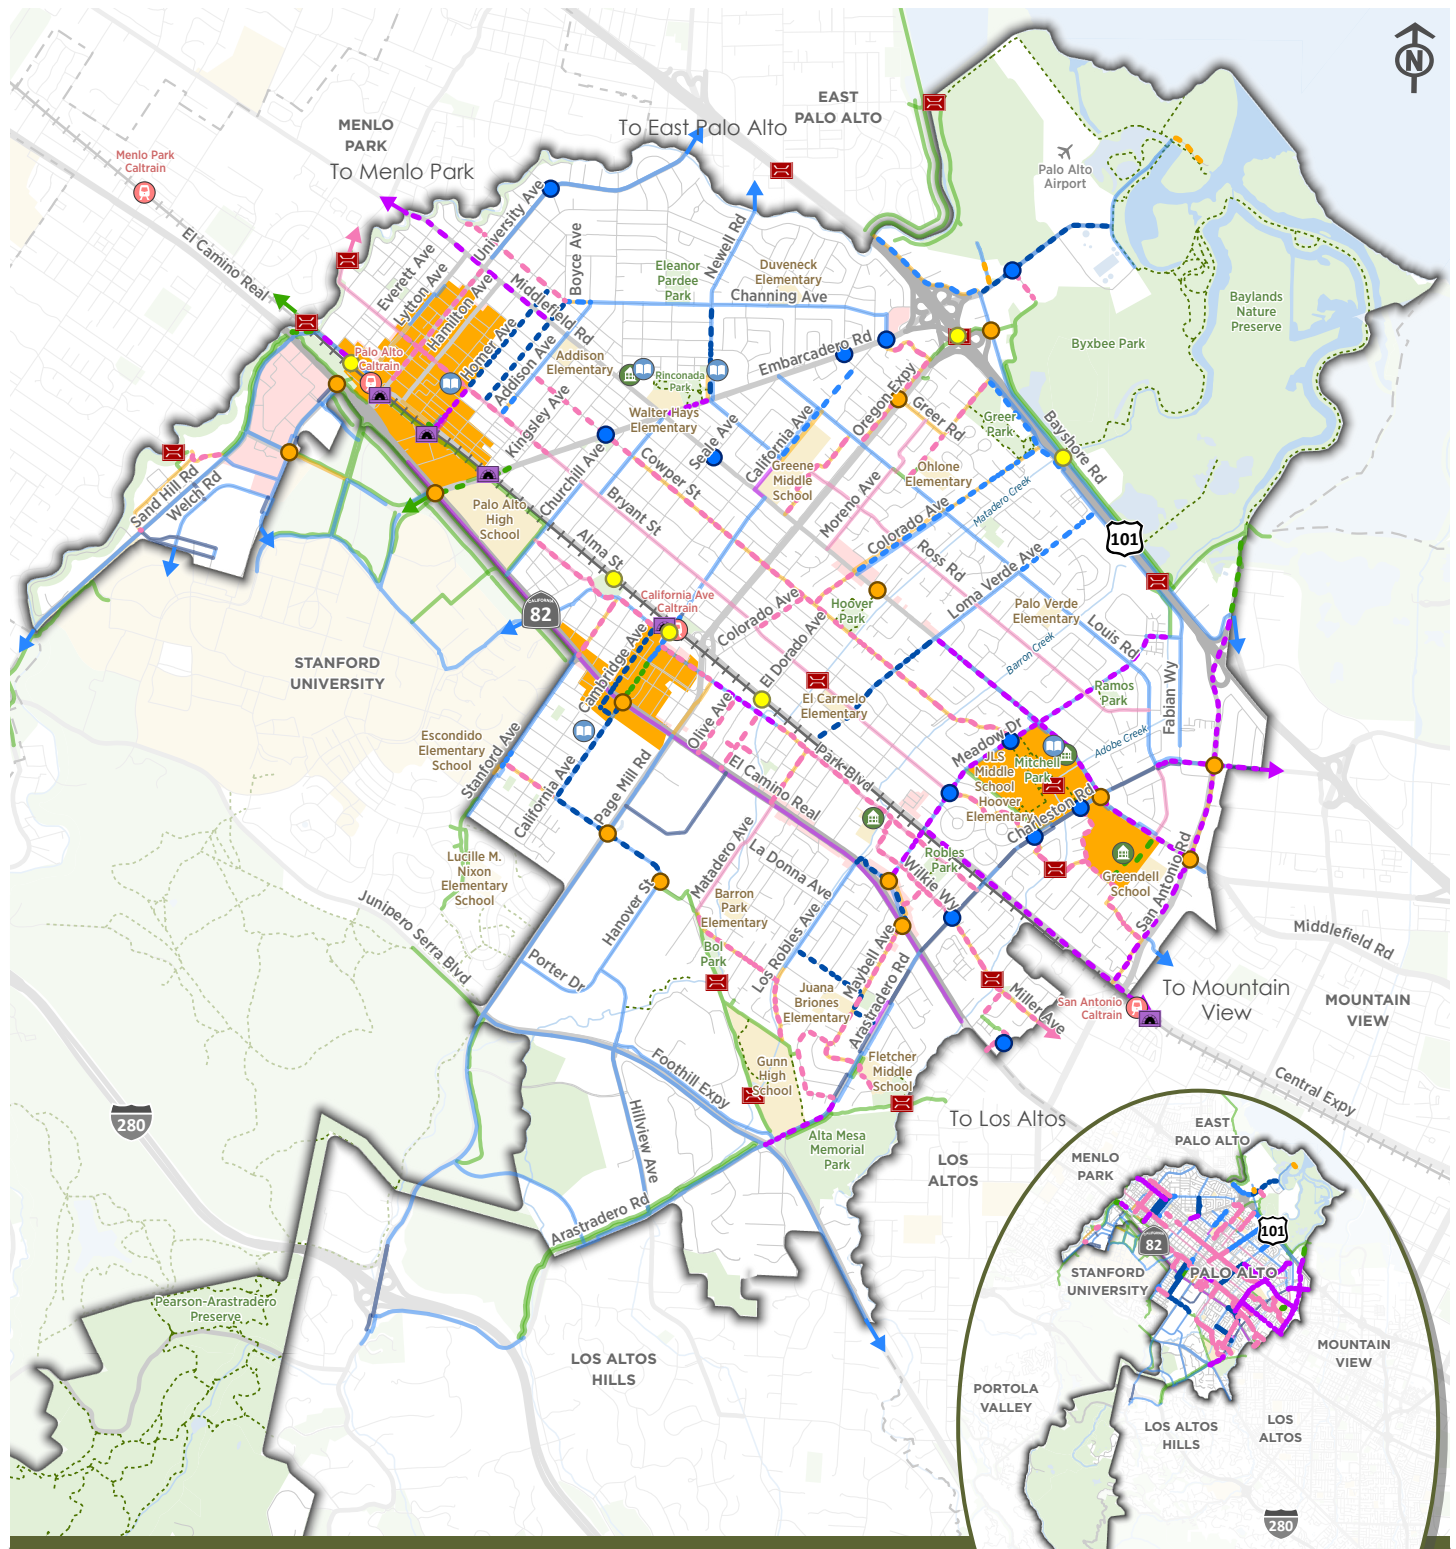 N
EAST
PALO ALTO
MENLO
PARK
To East Palo Alto
To Menlo Park
Menlo Park
Caltrain
Palo Alto
Airport
El Camino Real
University Ave
Everett Ave
Lytton Ave
Hamilton Ave
Middlefield Rd
Boyce Ave
Newell Rd
Eleanor
Pardee
Park
Duveneck
Elementary
Channing Ave
Baylands
Nature
Preserve
Byxbee Park
Palo Alto
Caltrain
Homer Ave
Addison Ave
Addison
Elementary
Rinconada
Park
Embarcadero Rd
Kingsley Ave
Walter Hays
Elementary
Seale Ave
California Ave
Oregon Expy
Greer Rd
Greer
Park
Bayshore Rd
Sand Hill Rd
Welch Rd
Churchill Ave
Cowper St
Bryant St
Greene
Middle
School
Ohlone
Elementary
Moreno Ave
Matadero Creek
Palo Alto
High
School
Alma St
Colorado Ave
Ross Rd
101
Loma Verde Ave
California Ave
Caltrain
CALIFORNIA
82
Colorado Ave
Hoover
Park
Palo Verde
Elementary
Louis Rd
Barron Creek
Cambridge Ave
El Dorado Ave
STANFORD
UNIVERSITY
Ramos
Park
Fabian Wy
El Carmelo
Elementary
Olive Ave
Adobe Creek
Escondido
Elementary
School
Stanford Ave
Park Blvd
Meadow Dr
JLS
Middle
School
Mitchell
Park
Hoover
Elementary
Charleston Rd
El Camino Real
Page Mill Rd
California Ave
Lucille M.
Nixon
Elementary
School
Matadero Ave
La Donna Ave
Robles
Park
Wilkie Wy
Greendell
School
San Antonio Rd
Junipero Serra Blvd
Hanover St
Barron
Park
Elementary
Los Robles Ave
Maybell Ave
Middlefield Rd
Bol
Park
Porter Dr
Juana
Briones
Elementary
Arastradero Rd
Miller Ave
San Antonio
Caltrain
To Mountain
View
MOUNTAIN
VIEW
Foothill Expy
Gunn
High
School
Fletcher
Middle
School
Central Expy
280
Hillview Ave
To Los Altos
Alta Mesa
Memorial
Park
LOS
ALTOS
Arastradero Rd
Pearson-Arastradero
Preserve
LOS ALTOS
HILLS
EAST
PALO ALTO
MENLO
PARK
101
82
PALO ALTO
STANFORD
UNIVERSITY
MOUNTAIN
VIEW
PORTOLA
VALLEY
LOS ALTOS
HILLS
LOS
ALTOS
280